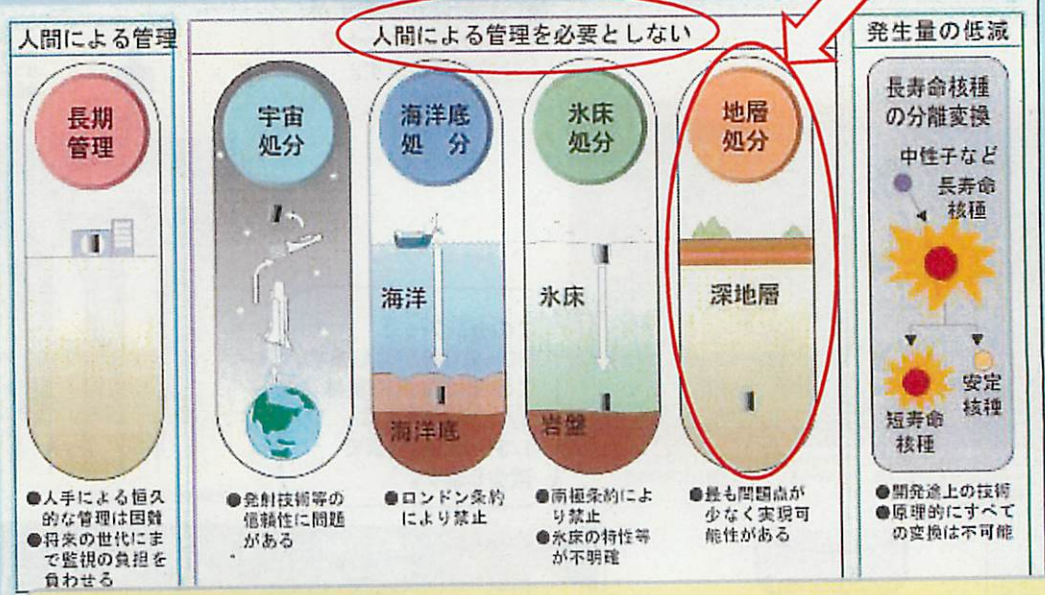 人間による管理
人間による管理を必要としない
発生量の低減
長期
管理
●人手による恒久
的な管理は困難
●将来の世代にま
で監視の負担を
負わせる
宇宙
処分
●発射技術等の
信頼性に問題
がある
海洋底
処　分
海洋
海洋底
●ロンドン条約
により禁止
氷床
処分
氷床
岩盤
●南極条約によ
り禁止
●氷床の特性等
が不明確
地層
処分
深地層
●最も問題点が
少なく実現可
能性がある
長寿命核種
の分離変換
中性子など
長寿命
核種
安定
核種
短寿命
核種
●開発途上の技術
●原理的にすべて
の変換は不可能